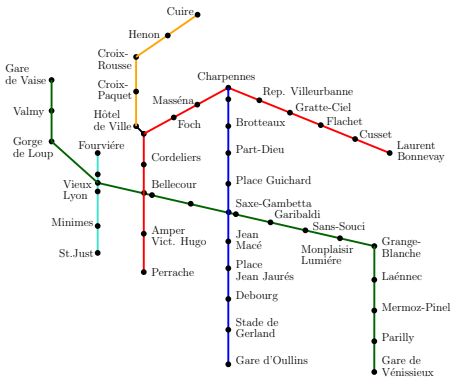 Cuire
Henon
Croix-
Rousse
Gare
de Vaise
Charpennes
Croix-
Paquet
Rep. Villeurbanne
Masséna
Gratte-Ciel
Valmy
Hôtel
de Ville
Foch
Brotteaux
Flachet
Cusset
Gorge
de Loup
Fourviére
Laurent
Bonnevay
Cordeliers
Part-Dieu
Vieux
Lyon
Bellecour
Place Guichard
Saxe-Gambetta
Garibaldi
Minimes
Sans-Souci
Amper
Vict. Hugo
Jean
Macé
Monplaisir
Lumiére
Grange-
Blanche
St.Just
Place
Jean Jaurés
Perrache
Laénnec
Debourg
Mermoz-Pinel
Stade de
Gerland
Parilly
Gare d'Oullins
Gare de
Vénissieux